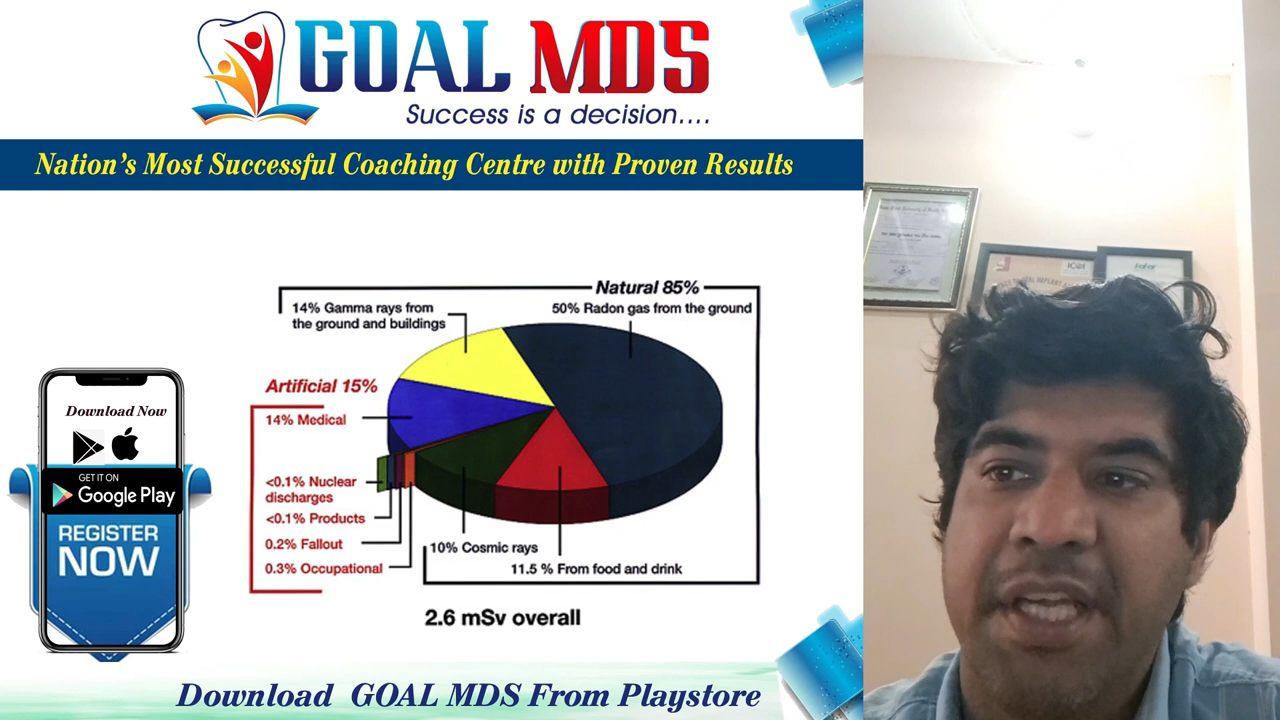 GOAL MDS
Success is a decision....
Nation's Most Successful Coaching Centre with Proven Results
Natural 85%
14% Gamma rays from
the ground and buildings
50% Radon gas from the ground
Artificial 15%
14% Medical
<0.1% Nuclear
discharges
<0.1% Products
0.2% Fallout
0.3% Occupational
10% Cosmic rays
11.5 % From food and drink
2.6 mSv overall
Download Now
GET IT ON
Google Play
REGISTER
NOW
Download GOAL MDS From Playstore